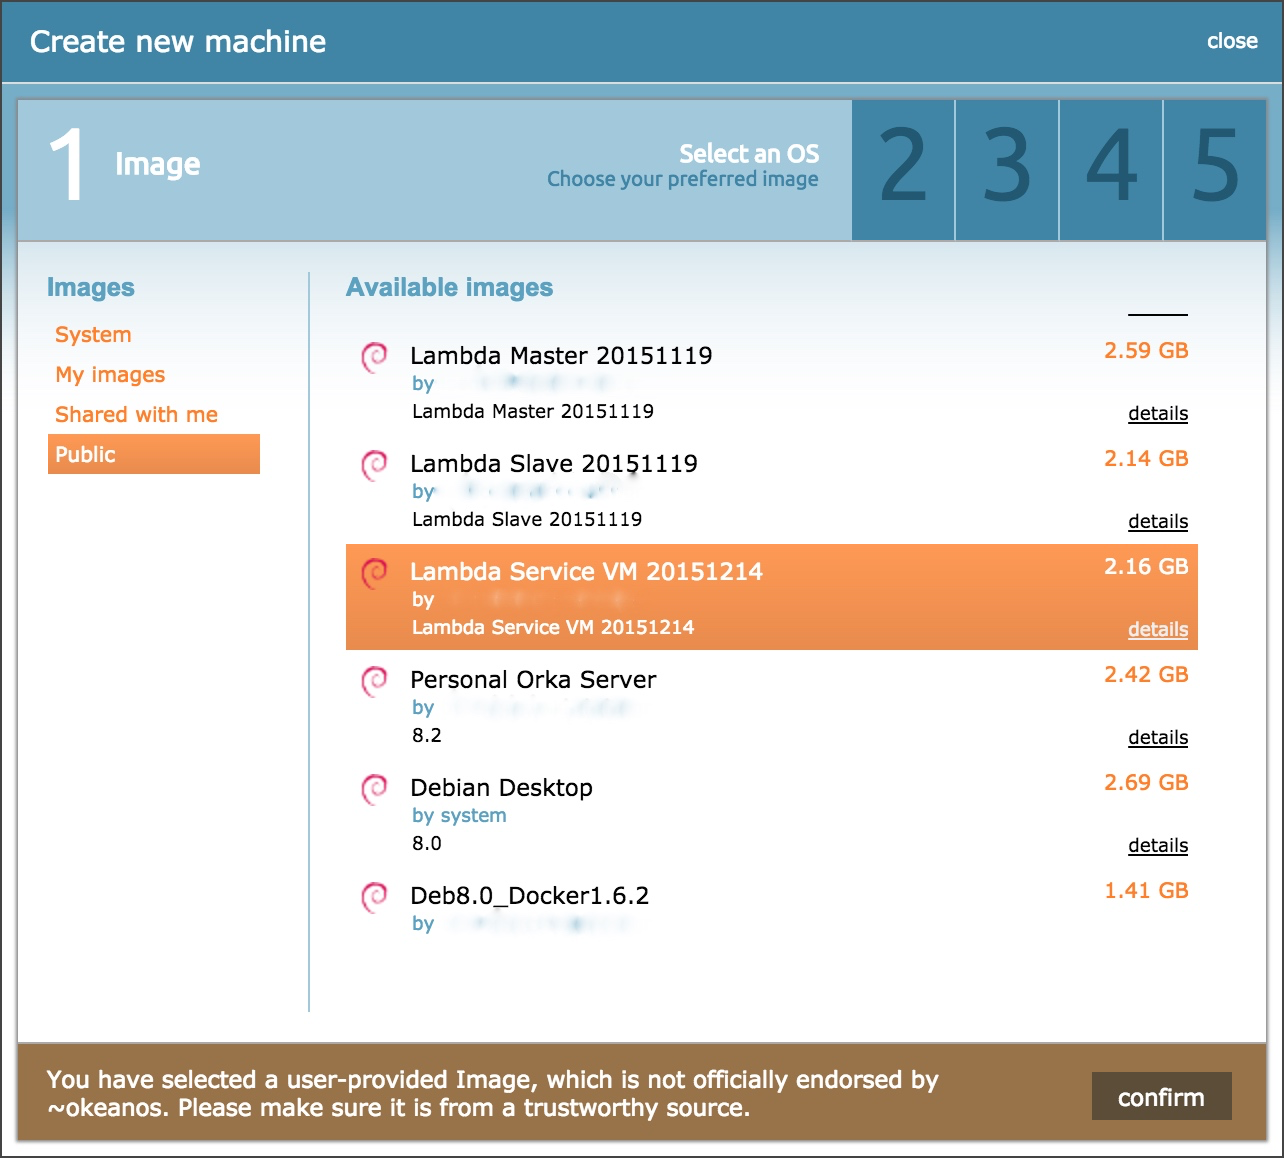 Create new machine
close
1 Image
Select an OS
Choose your preferred image
2 3 4 5
Images
System
My images
Shared with me
Public
Available images
Lambda Master 20151119
2.59 GB
by
Lambda Master 20151119
details
Lambda Slave 20151119
2.14 GB
by
Lambda Slave 20151119
details
Lambda Service VM 20151214
2.16 GB
by
Lambda Service VM 20151214
details
Personal Orka Server
2.42 GB
by
8.2
details
Debian Desktop
2.69 GB
by system
8.0
details
Deb8.0_Docker1.6.2
1.41 GB
by
You have selected a user-provided Image, which is not officially endorsed by
~okeanos. Please make sure it is from a trustworthy source.
confirm